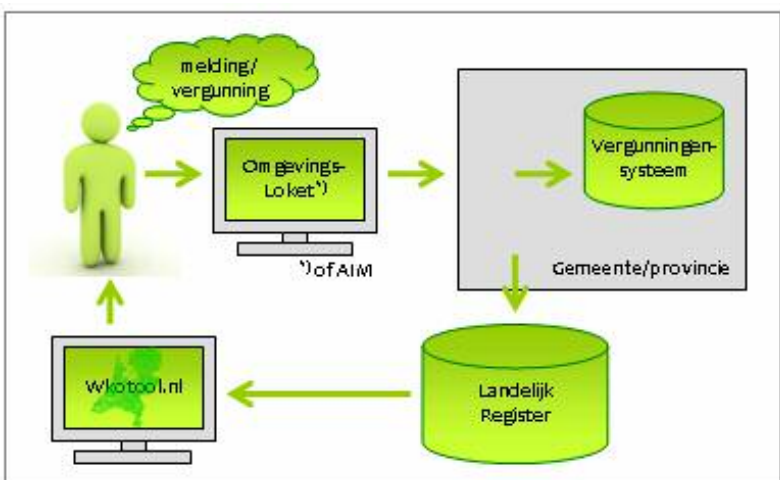 melding/
vergunning
Omgevings-
Loket*)
*) of AIM
Vergunningen-
systeem
Gemeente/provincie
Landelijk
Register
Wkotool.nl